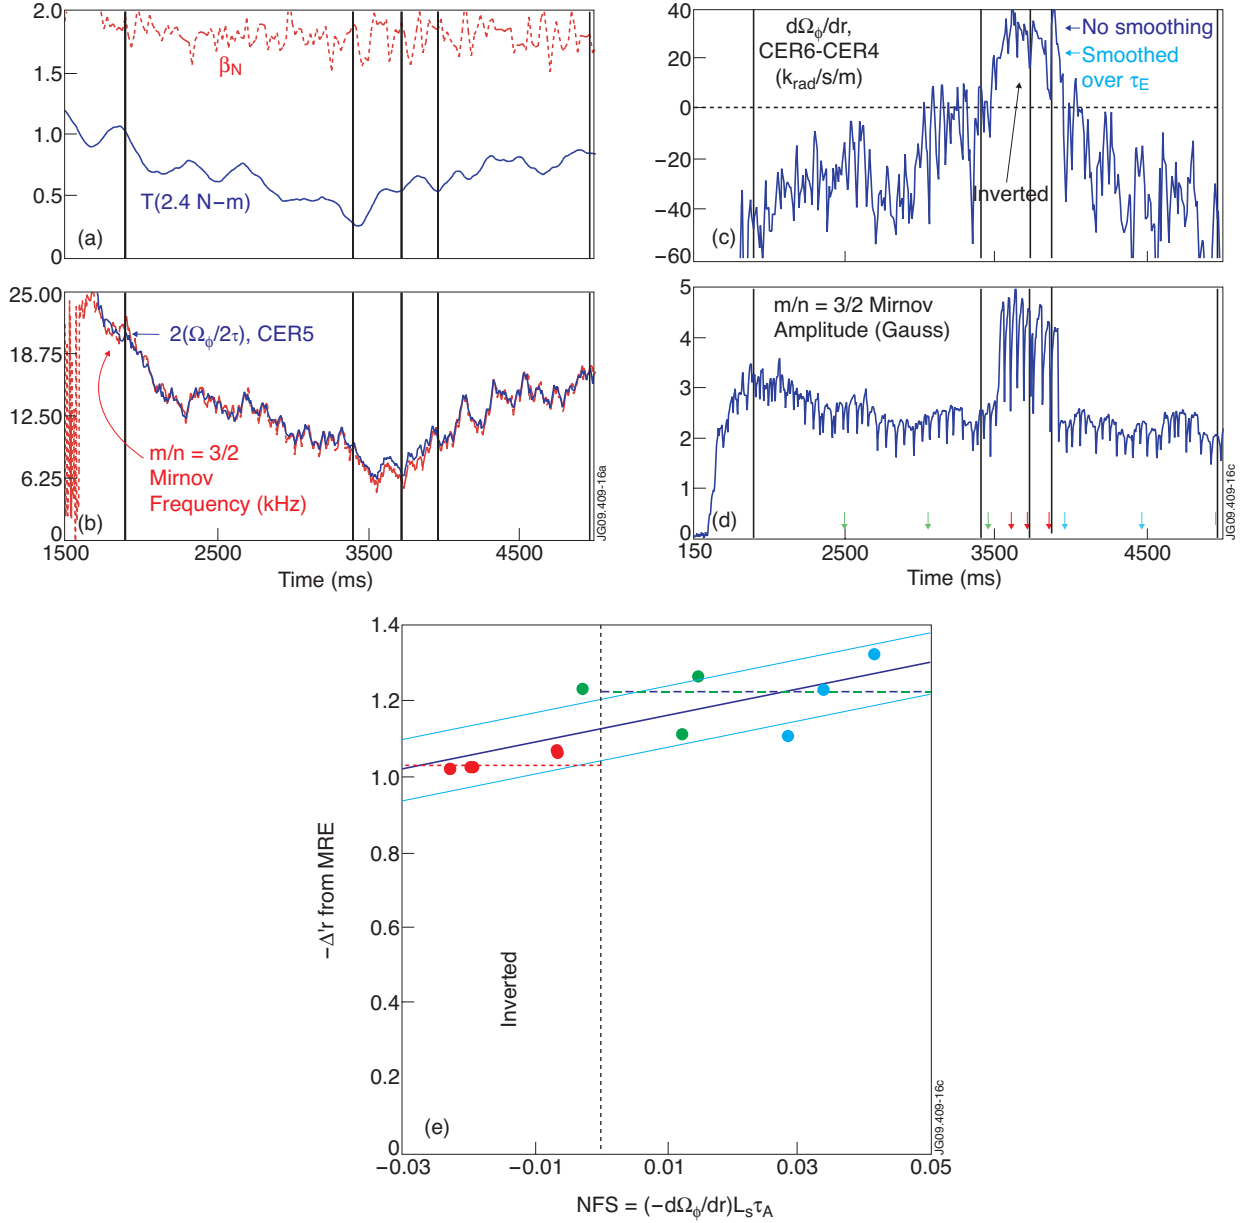 2.0
1.5
1.0
0.5
0
βN
T(2.4 N–m)
(a)
25.00
18.75
12.50
6.25
0
2(Ωϕ/2τ), CER5
m/n = 3/2
Mirnov
Frequency (kHz)
(b)
1500
2500
3500
4500
Time (ms)
JG09.409-16a
40
20
0
−20
−40
−60
dΩϕ/dr,
CER6-CER4
(krad/s/m)
No smoothing
Smoothed
over τE
Inverted
(c)
5
4
3
2
1
0
m/n = 3/2 Mirnov
Amplitude (Gauss)
(d)
150
2500
3500
4500
Time (ms)
JG09.409-16c
1.4
1.2
1.0
0.8
0.6
0.4
0.2
0
−Δ'r from MRE
Inverted
(e)
−0.03
−0.01
0.01
0.03
0.05
NFS = (−dΩϕ/dr)LsτA
JG09.409-16c